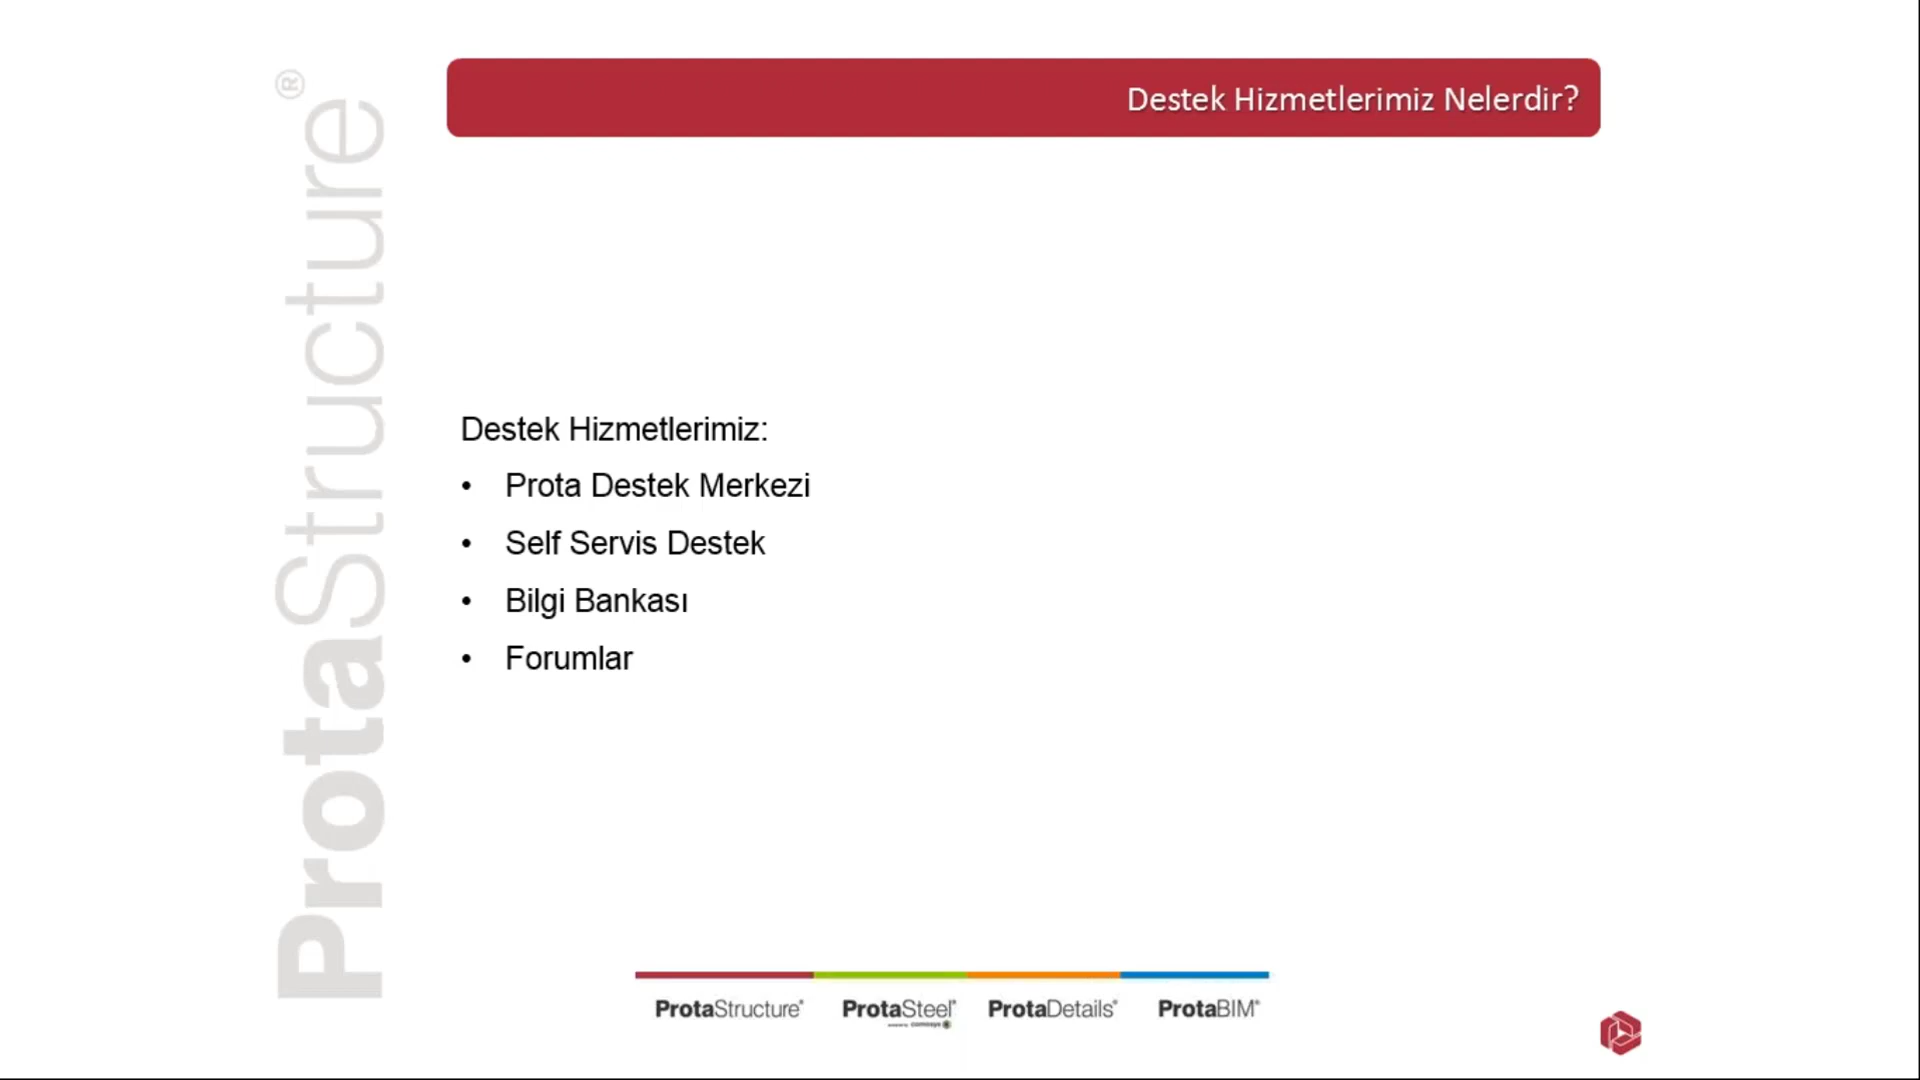 Destek Hizmetlerimiz Nelerdir?
ProtaStructure®
Destek Hizmetlerimiz:
• Prota Destek Merkezi
• Self Servis Destek
• Bilgi Bankası
• Forumlar
ProtaStructure® ProtaSteel® ProtaDetails® ProtaBIM®